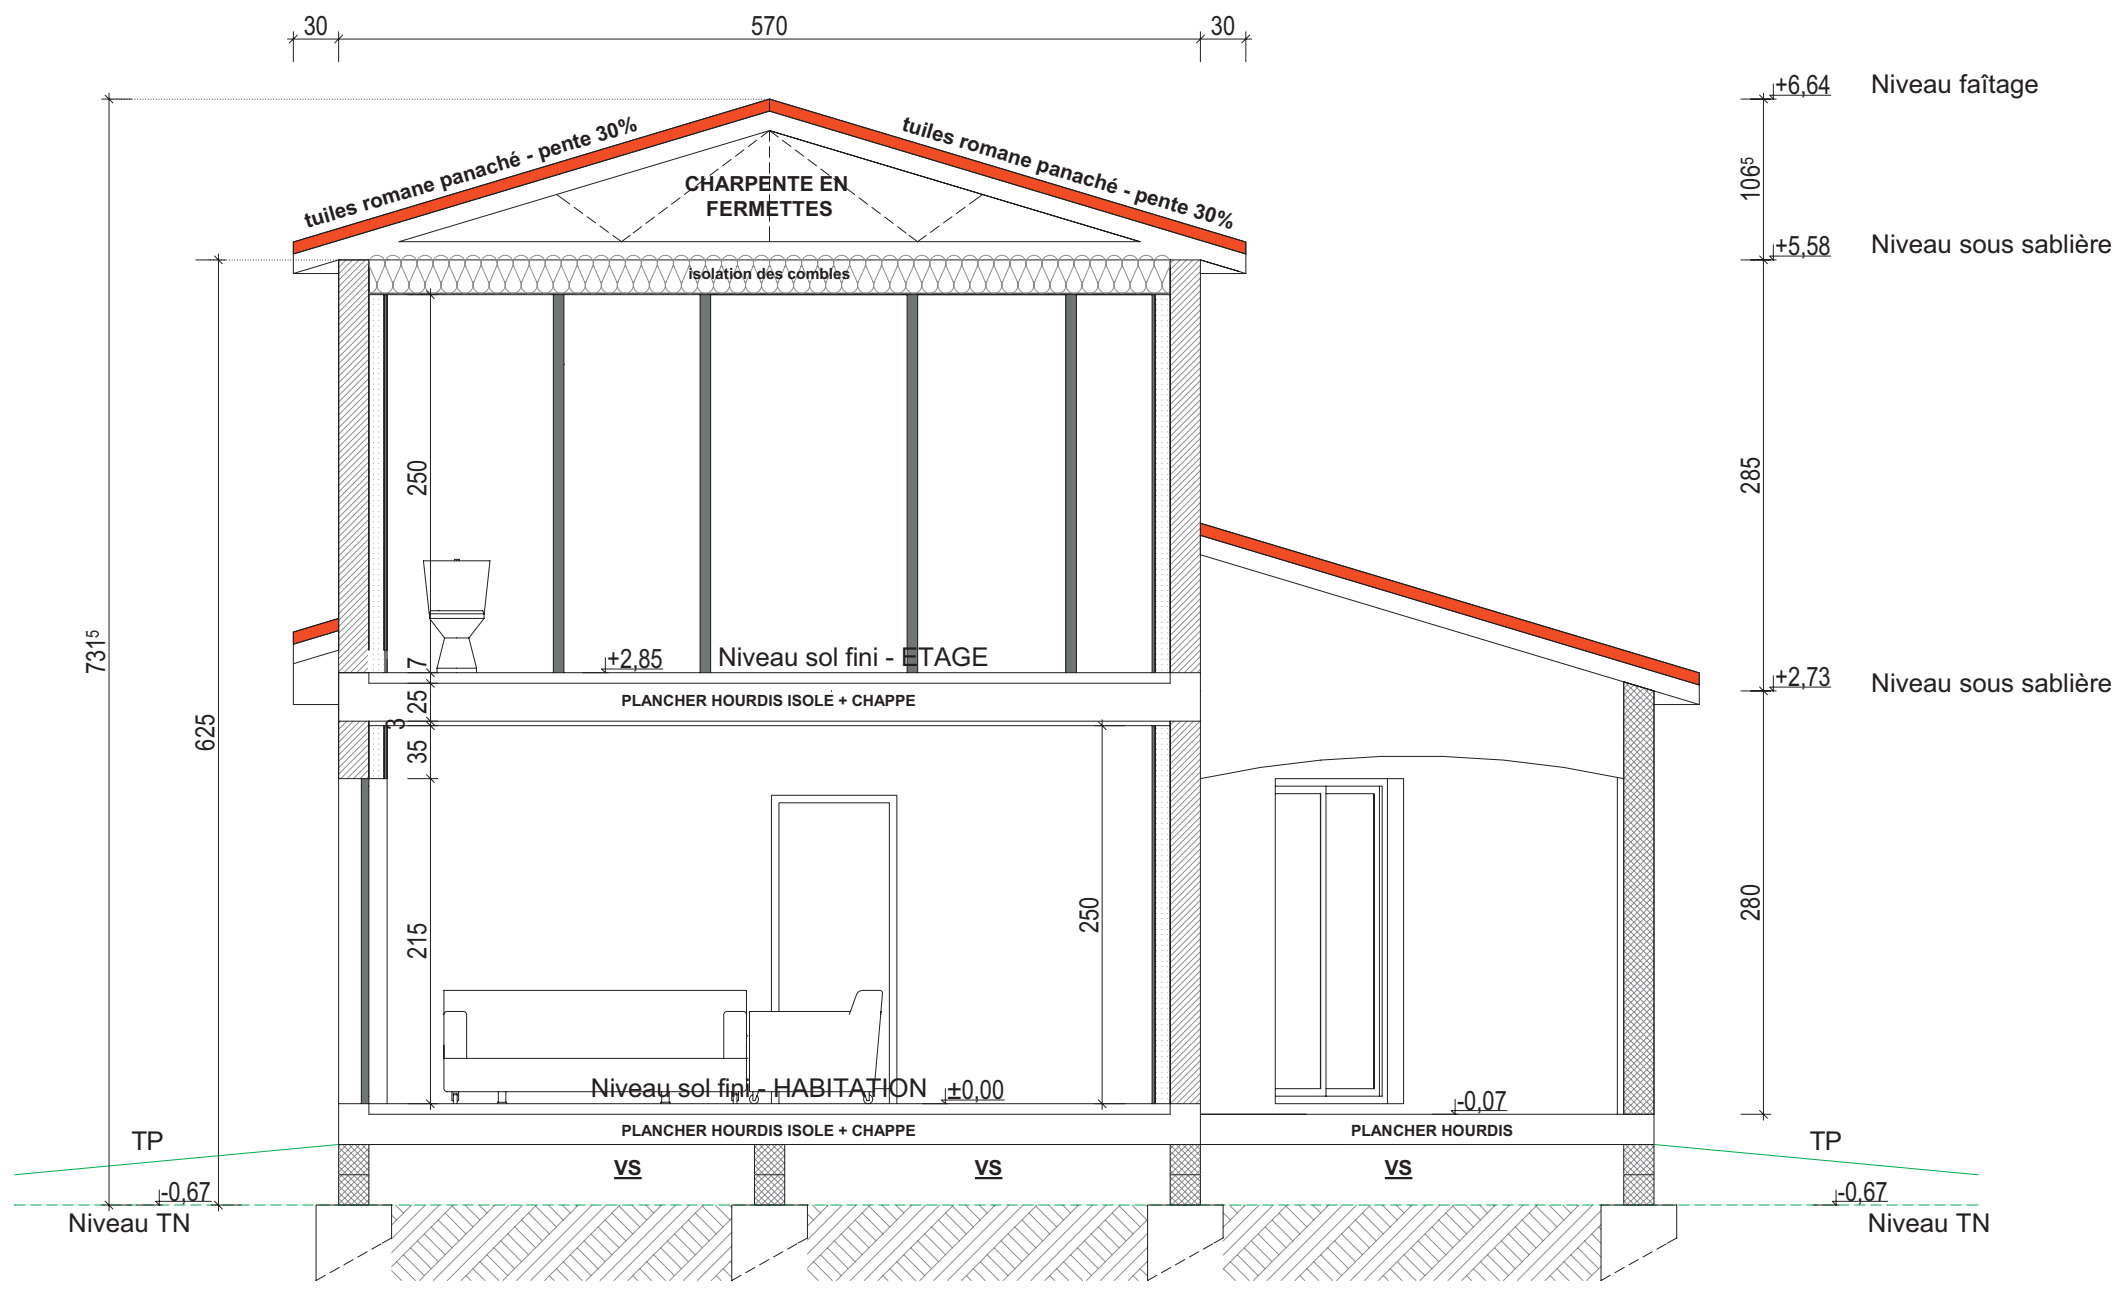 30
570
30
+6,64 Niveau faîtage
tuiles romane panaché - pente 30%
tuiles romane panaché - pente 30%
CHARPENTE EN
FERMETTES
106⁵
+5,58 Niveau sous sablière
isolation des combles
250
285
731⁵
625
+2,85
Niveau sol fini - ETAGE
7
25
3
35
PLANCHER HOURDIS ISOLE + CHAPPE
+2,73 Niveau sous sablière
215
250
280
Niveau sol fini - HABITATION
±0,00
-0,07
PLANCHER HOURDIS ISOLE + CHAPPE
PLANCHER HOURDIS
TP
TP
VS
VS
VS
-0,67
Niveau TN
-0,67
Niveau TN